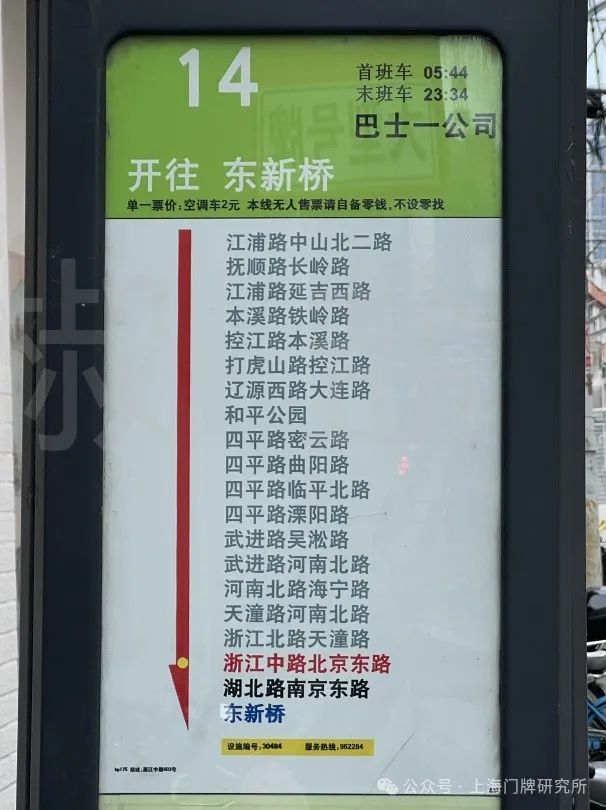 14
首班车 05:44
末班车 23:34
巴士一公司
开往 东新桥
单一票价:空调车2元 本线无人售票请自备零钱,不设零找
江浦路中山北二路
抚顺路长岭路
江浦路延吉西路
本溪路铁岭路
控江路本溪路
打虎山路控江路
辽源西路大连路
和平公园
四平路密云路
四平路曲阳路
四平路临平北路
四平路溧阳路
武进路吴淞路
武进路河南北路
河南北路海宁路
天潼路河南北路
浙江北路天潼路
浙江中路北京东路
湖北路南京东路
东新桥
设施编号:30484 服务热线:962284
站址:浙江中路603号
公众号·上海门牌研究所